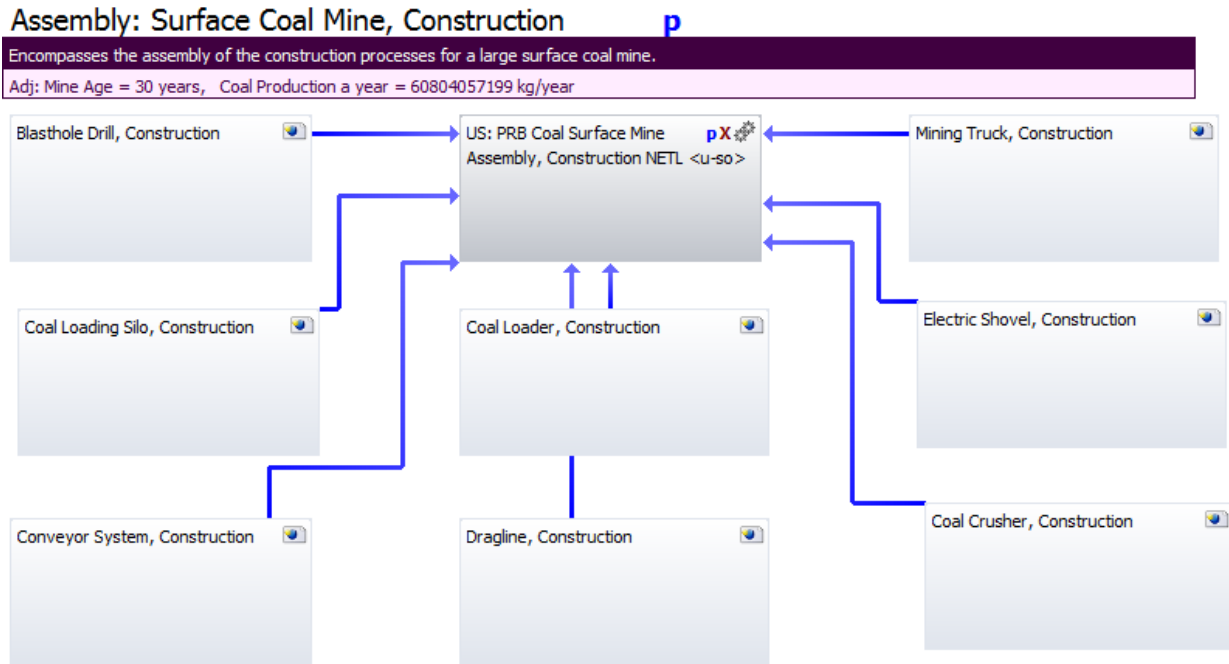 Assembly: Surface Coal Mine, Construction p
Encompasses the assembly of the construction processes for a large surface coal mine.
Adj: Mine Age = 30 years, Coal Production a year = 60804057199 kg/year
Blasthole Drill, Construction
US: PRB Coal Surface Mine pX
Assembly, Construction NETL <u-so>
Mining Truck, Construction
Coal Loading Silo, Construction
Coal Loader, Construction
Electric Shovel, Construction
Conveyor System, Construction
Dragline, Construction
Coal Crusher, Construction